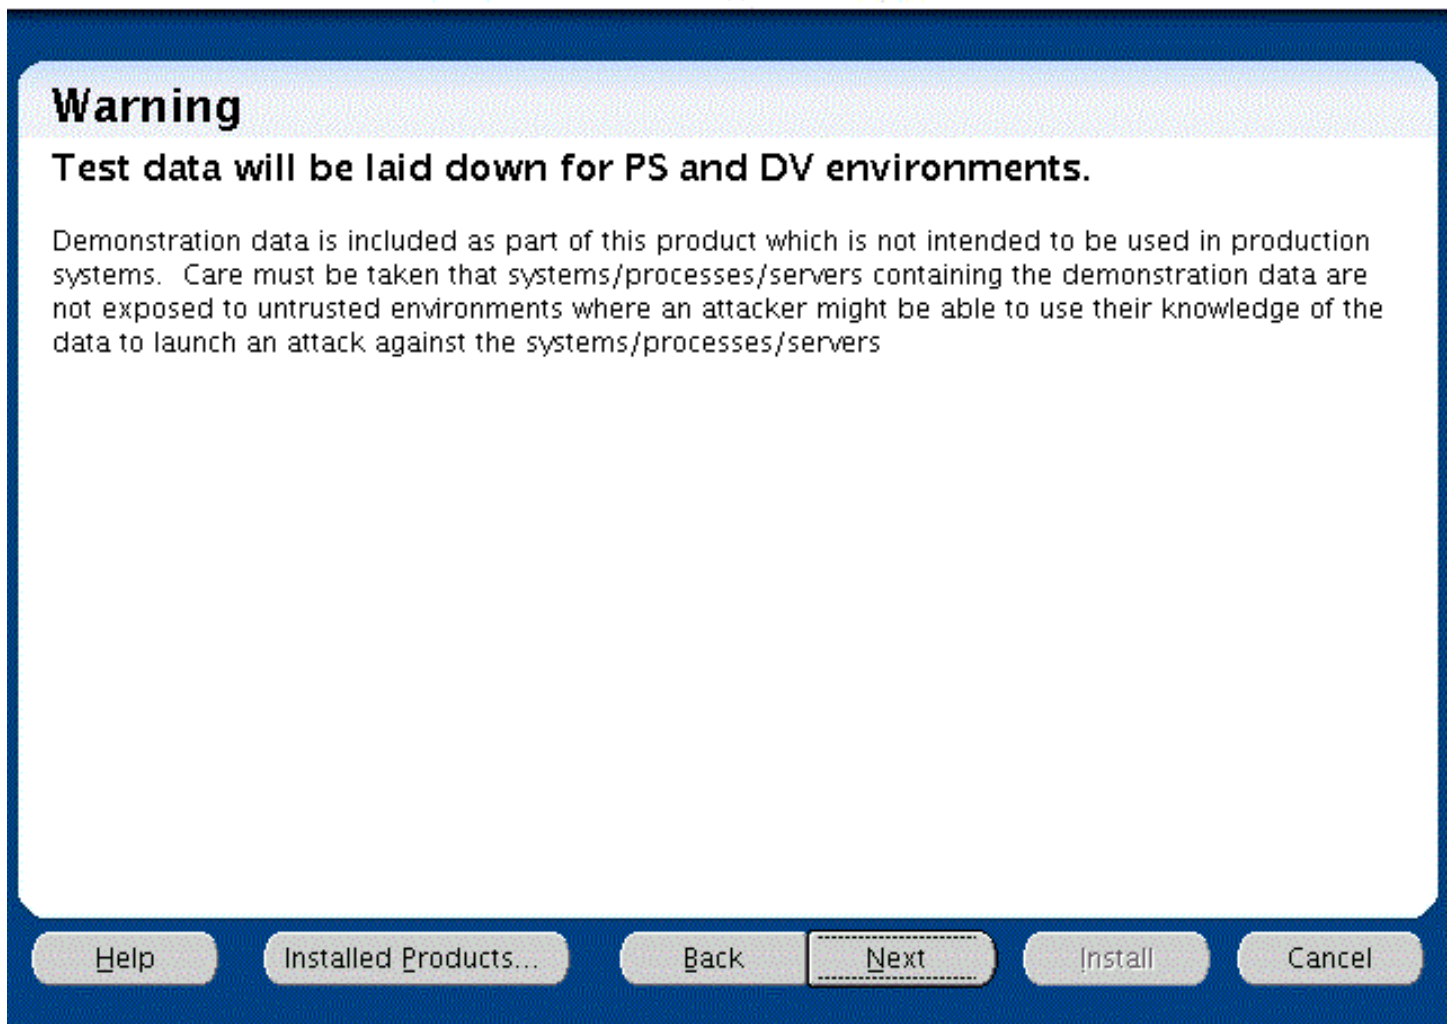 Warning
Test data will be laid down for PS and DV environments.
Demonstration data is included as part of this product which is not intended to be used in production
systems.  Care must be taken that systems/processes/servers containing the demonstration data are
not exposed to untrusted environments where an attacker might be able to use their knowledge of the
data to launch an attack against the systems/processes/servers
Help Installed Products... Back Next Install Cancel